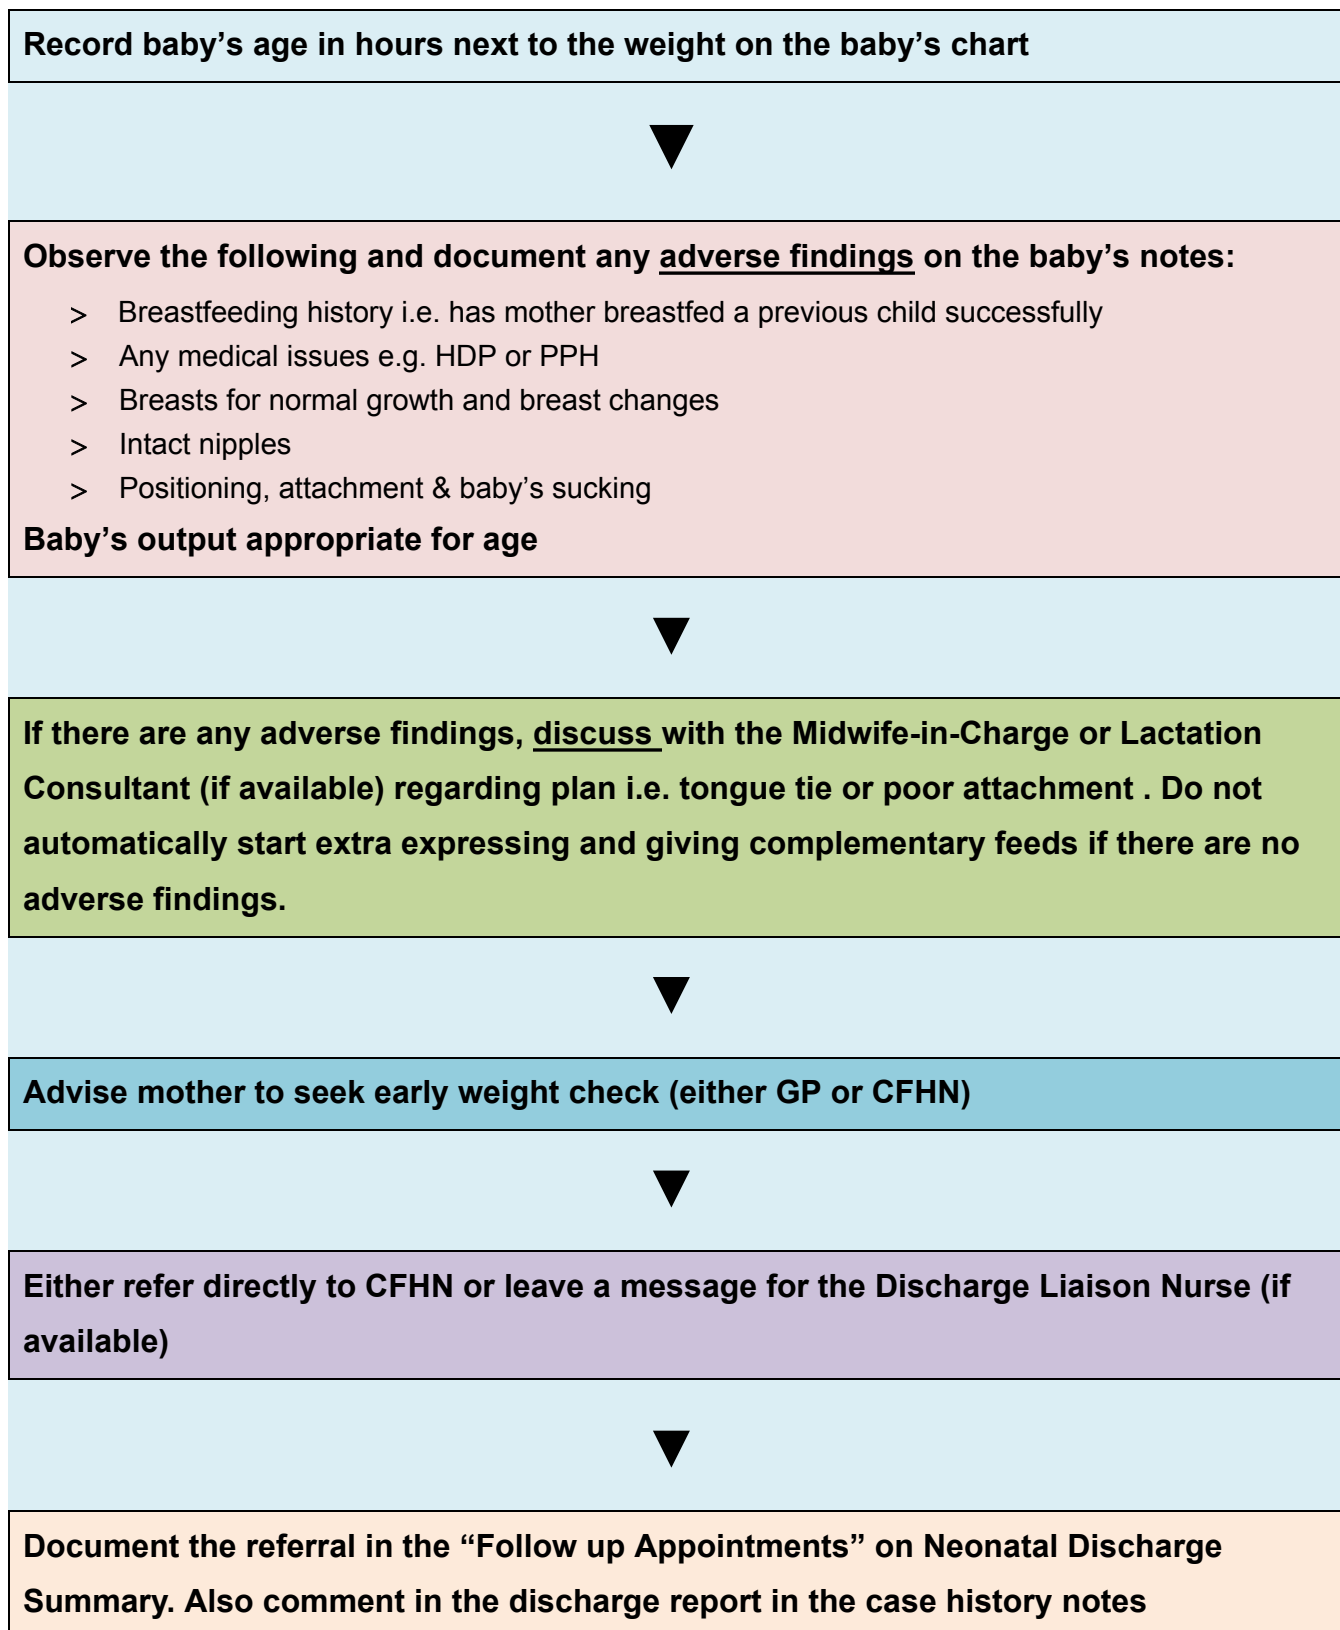 Record baby’s age in hours next to the weight on the baby’s chart
Observe the following and document any adverse findings on the baby’s notes:
> Breastfeeding history i.e. has mother breastfed a previous child successfully
> Any medical issues e.g. HDP or PPH
> Breasts for normal growth and breast changes
> Intact nipples
> Positioning, attachment & baby’s sucking
Baby’s output appropriate for age
If there are any adverse findings, discuss with the Midwife-in-Charge or Lactation
Consultant (if available) regarding plan i.e. tongue tie or poor attachment . Do not
automatically start extra expressing and giving complementary feeds if there are no
adverse findings.
Advise mother to seek early weight check (either GP or CFHN)
Either refer directly to CFHN or leave a message for the Discharge Liaison Nurse (if
available)
Document the referral in the “Follow up Appointments” on Neonatal Discharge
Summary. Also comment in the discharge report in the case history notes